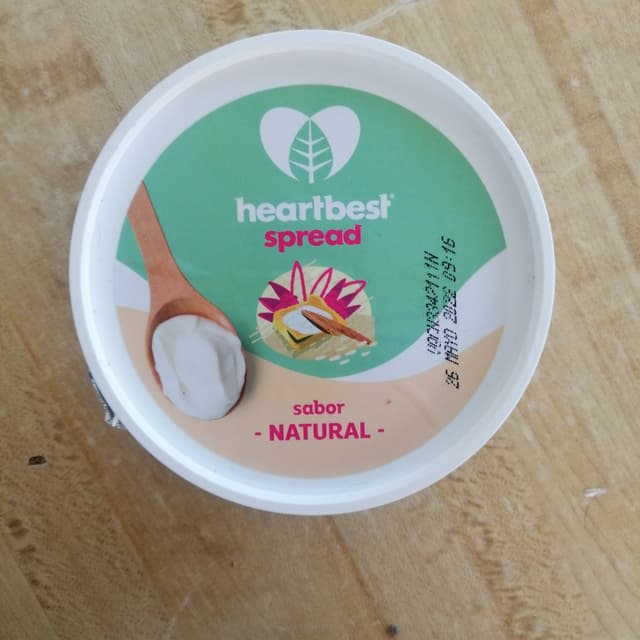 heartbest®
spread
sabor
- NATURAL -
26 MAYO 2022 09:16